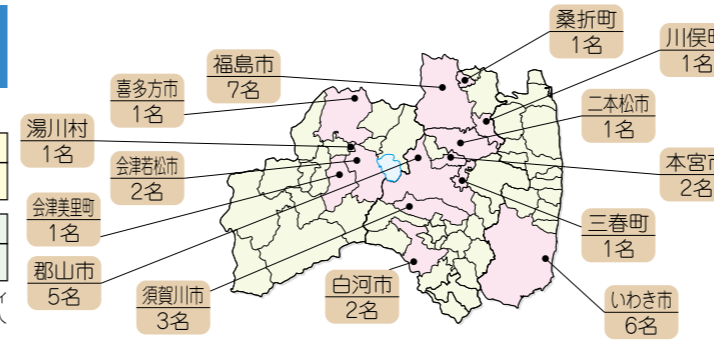 桑折町
1名
川俣町
1名
福島市
7名
喜多方市
1名
二本松市
1名
湯川村
1名
会津若松市
2名
本宮市
2名
会津美里町
1名
三春町
1名
郡山市
5名
須賀川市
3名
白河市
2名
いわき市
6名
イ
人